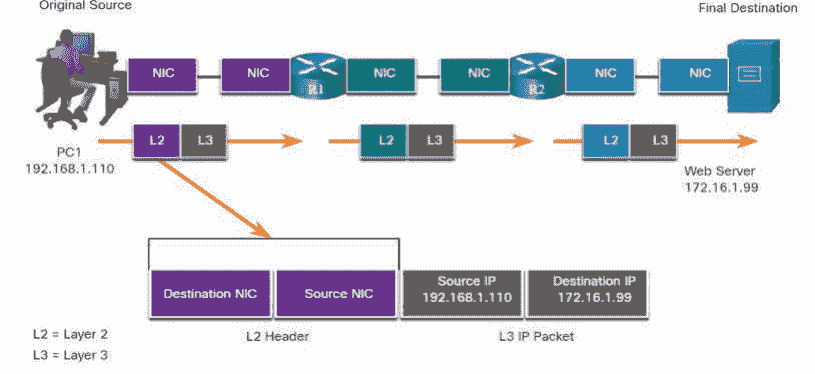 Original Source
Final Destination
NIC
NIC
R1
NIC
NIC
R2
NIC
NIC
L2 L3
L2 L3
L2 L3
PC1
192.168.1.110
Web Server
172.16.1.99
Destination NIC
Source NIC
Source IP
192.168.1.110
Destination IP
172.16.1.99
L2 = Layer 2
L3 = Layer 3
L2 Header
L3 IP Packet